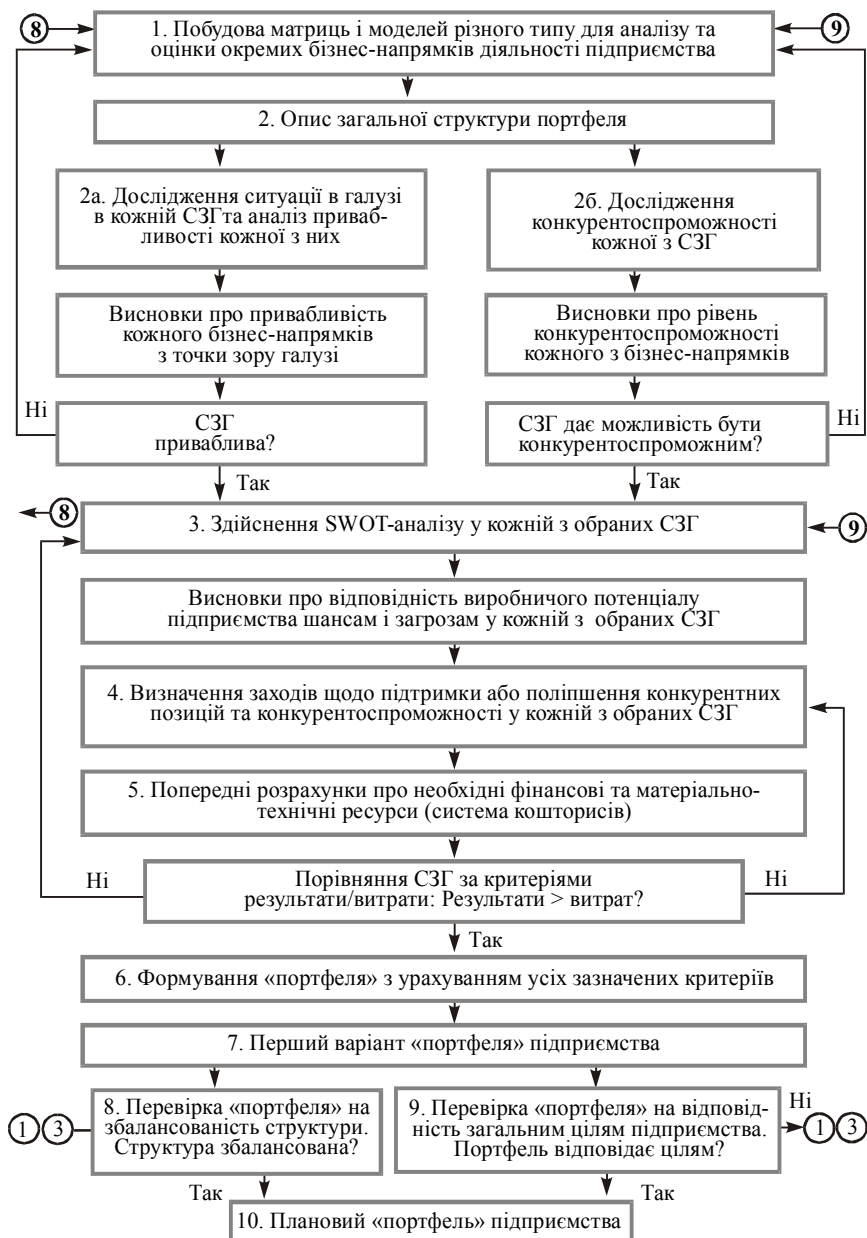 8
1. Побудова матриць і моделей різного типу для аналізу та
оцінки окремих бізнес-напрямків діяльності підприємства
9
2. Опис загальної структури портфеля
2а. Дослідження ситуації в галузі
в кожній СЗГта аналіз приваб-
ливості кожної з них
2б. Дослідження
конкурентоспроможності
кожної з СЗГ
Висновки про привабливість
кожного бізнес-напрямків
з точки зору галузі
Висновки про рівень
конкурентоспроможності
кожного з бізнес-напрямків
Ні
СЗГ
приваблива?
СЗГ дає можливість бути
конкурентоспроможним?
Ні
Так
Так
8
3. Здійснення SWOT-аналізу у кожній з обраних СЗГ
9
Висновки про відповідність виробничого потенціалу
підприємства шансам і загрозам у кожній з обраних СЗГ
4. Визначення заходів щодо підтримки або поліпшення конкурентних
позицій та конкурентоспроможності у кожній з обраних СЗГ
5. Попередні розрахунки про необхідні фінансові та матеріально-
технічні ресурси (система кошторисів)
Ні
Порівняння СЗГ за критеріями
результати/витрати: Результати > витрат?
Ні
Так
6. Формування «портфеля» з урахуванням усіх зазначених критеріїв
7. Перший варіант «портфеля» підприємства
1 3
8. Перевірка «портфеля» на
збалансованість структури.
Структура збалансована?
9. Перевірка «портфеля» на відповід-
ність загальним цілям підприємства.
Портфель відповідає цілям?
Ні
1 3
Так
Так
10. Плановий «портфель» підприємства